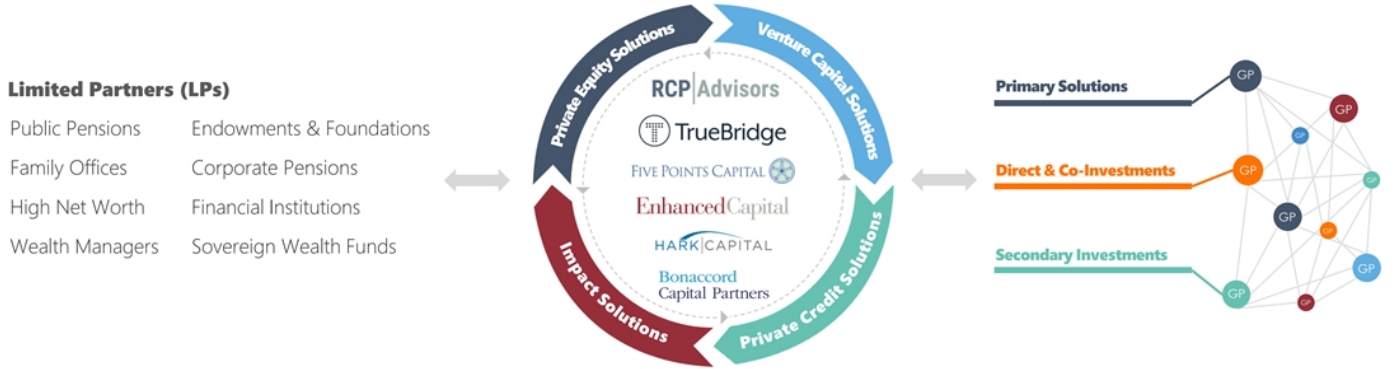 Limited Partners (LPs)
Public Pensions
Endowments & Foundations
Family Offices
Corporate Pensions
High Net Worth
Financial Institutions
Wealth Managers
Sovereign Wealth Funds
Private Equity Solutions
Venture Capital Solutions
Private Credit Solutions
Impact Solutions
RCP|Advisors
T TrueBridge
FIVE POINTS CAPITAL
EnhancedCapital
HARK|CAPITAL
Bonaccord
Capital Partners
Primary Solutions
Direct & Co-Investments
Secondary Investments
GP
GP
GP
GP
GP
GP
GP
GP
GP
GP